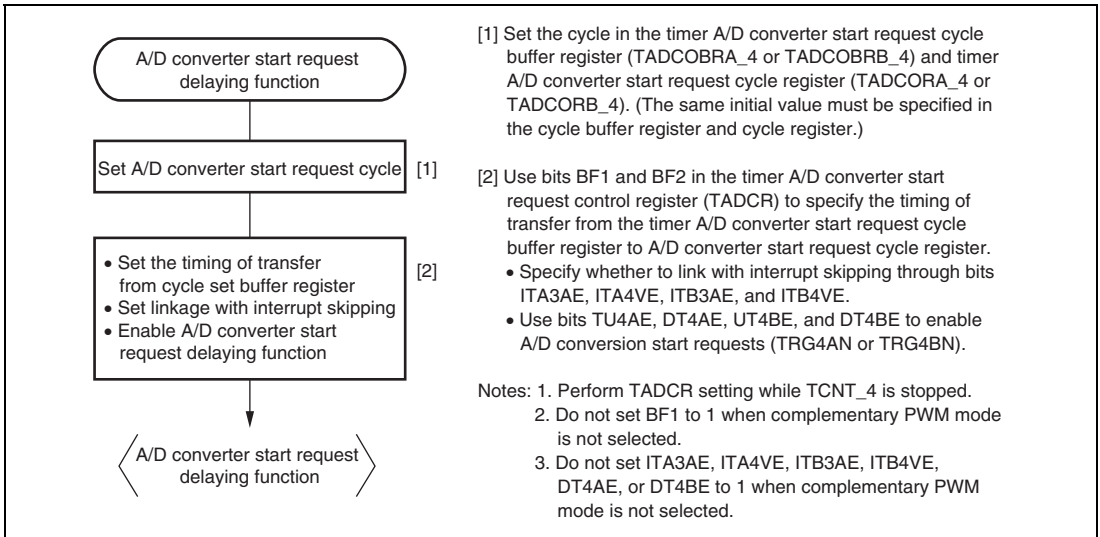 A/D converter start request
delaying function
Set A/D converter start request cycle
[1]
• Set the timing of transfer
from cycle set buffer register
• Set linkage with interrupt skipping
• Enable A/D converter start
request delaying function
[2]
A/D converter start request
delaying function
[1] Set the cycle in the timer A/D converter start request cycle
buffer register (TADCOBRA_4 or TADCOBRB_4) and timer
A/D converter start request cycle register (TADCORA_4 or
TADCORB_4). (The same initial value must be specified in
the cycle buffer register and cycle register.)
[2] Use bits BF1 and BF2 in the timer A/D converter start
request control register (TADCR) to specify the timing of
transfer from the timer A/D converter start request cycle
buffer register to A/D converter start request cycle register.
• Specify whether to link with interrupt skipping through bits
ITA3AE, ITA4VE, ITB3AE, and ITB4VE.
• Use bits TU4AE, DT4AE, UT4BE, and DT4BE to enable
A/D conversion start requests (TRG4AN or TRG4BN).
Notes: 1. Perform TADCR setting while TCNT_4 is stopped.
2. Do not set BF1 to 1 when complementary PWM mode
is not selected.
3. Do not set ITA3AE, ITA4VE, ITB3AE, ITB4VE,
DT4AE, or DT4BE to 1 when complementary PWM
mode is not selected.